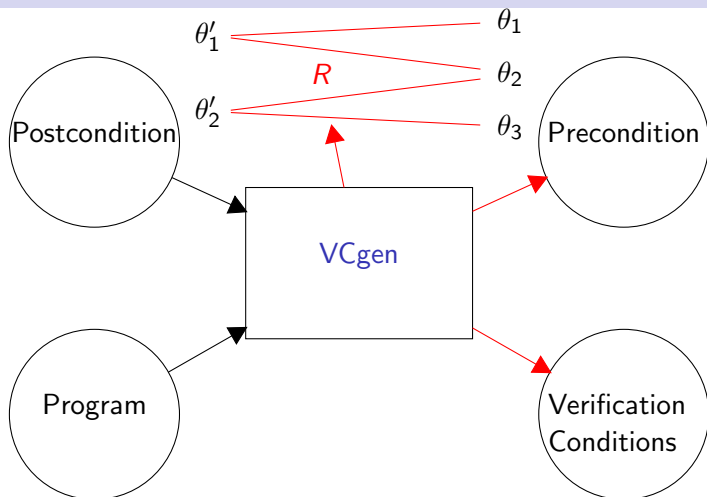 θ′₁
θ₁
R
θ₂
θ′₂
θ₃
Postcondition
Precondition
VCgen
Program
Verification
Conditions